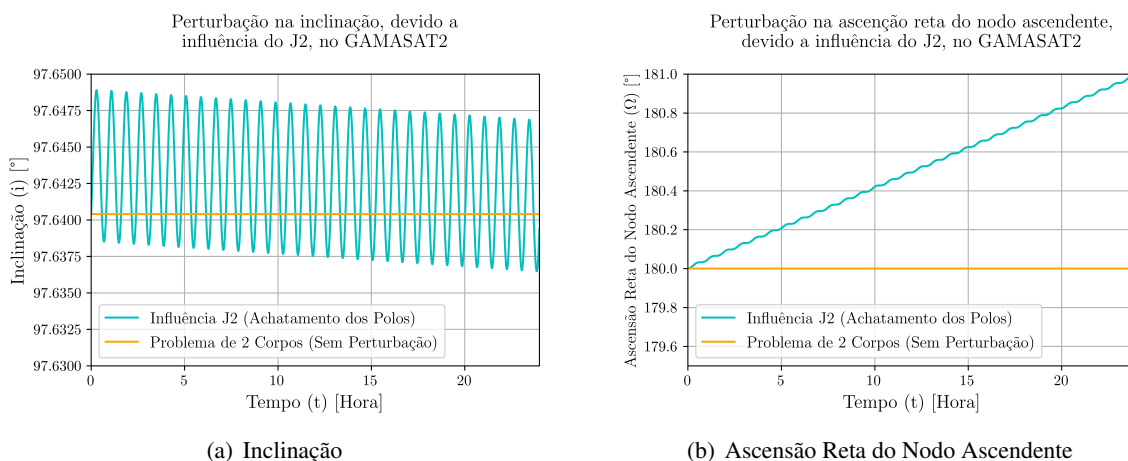 Perturbação na inclinação, devido a
influência do J2, no GAMASAT2
97.6500
97.6475
97.6450
97.6425
97.6400
97.6375
97.6350
97.6325
97.6300
Inclinação (i) [°]
Influência J2 (Achatamento dos Polos)
Problema de 2 Corpos (Sem Perturbação)
0 5 10 15 20
Tempo (t) [Hora]
(a) Inclinação
Perturbação na ascenção reta do nodo ascendente,
devido a influência do J2, no GAMASAT2
181.0
180.8
180.6
180.4
180.2
180.0
179.8
179.6
Ascensão Reta do Nodo Ascendente (Ω) [°]
Influência J2 (Achatamento dos Polos)
Problema de 2 Corpos (Sem Perturbação)
0 5 10 15 20
Tempo (t) [Hora]
(b) Ascensão Reta do Nodo Ascendente